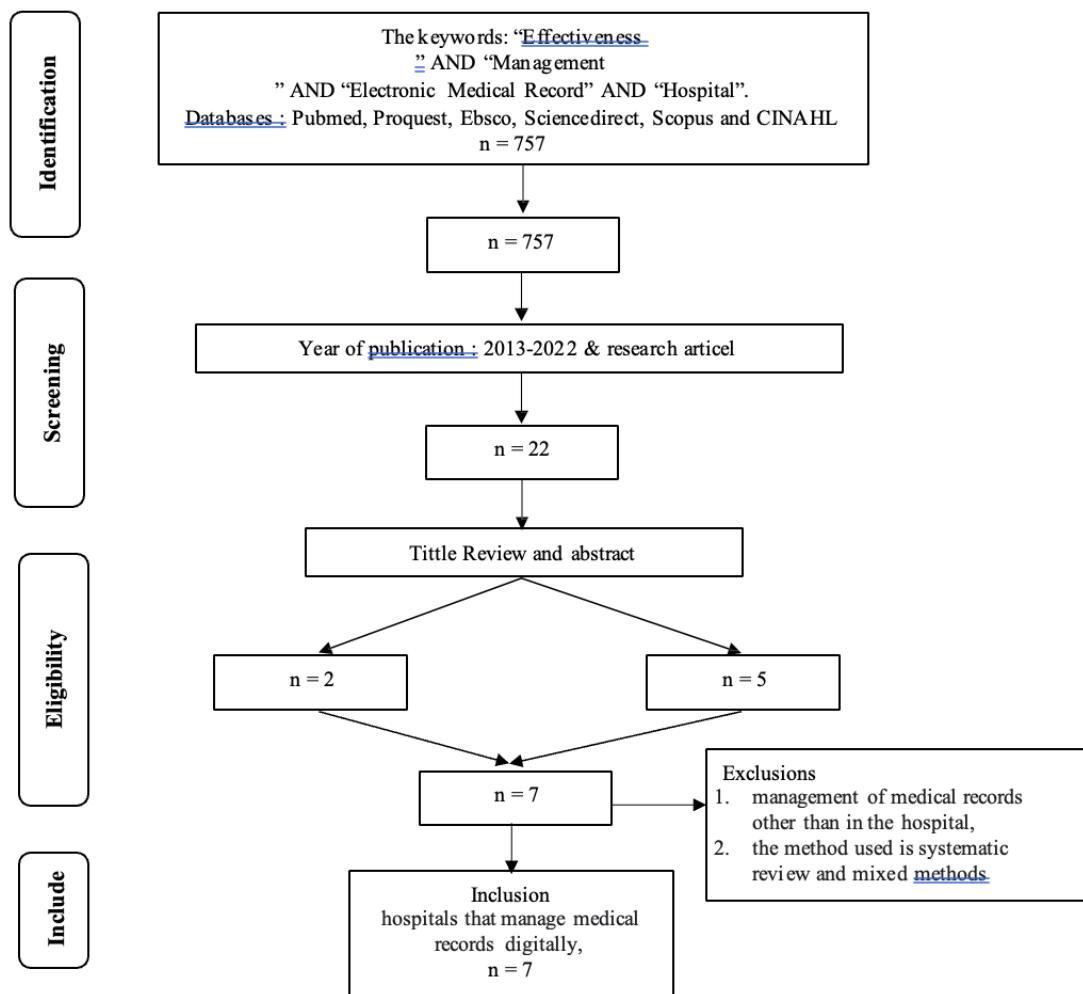 Identification
The keywords: “Effectiveness
” AND “Management
” AND “Electronic Medical Record” AND “Hospital”.
Databases : Pubmed, Proquest, Ebsco, Sciencedirect, Scopus and CINAHL
n = 757
n = 757
Screening
Year of publication : 2013-2022 & research articel
n = 22
Eligibility
Tittle Review and abstract
n = 2
n = 5
n = 7
Exclusions
1. management of medical records
other than in the hospital,
2. the method used is systematic
review and mixed methods
Include
Inclusion
hospitals that manage medical
records digitally,
n = 7